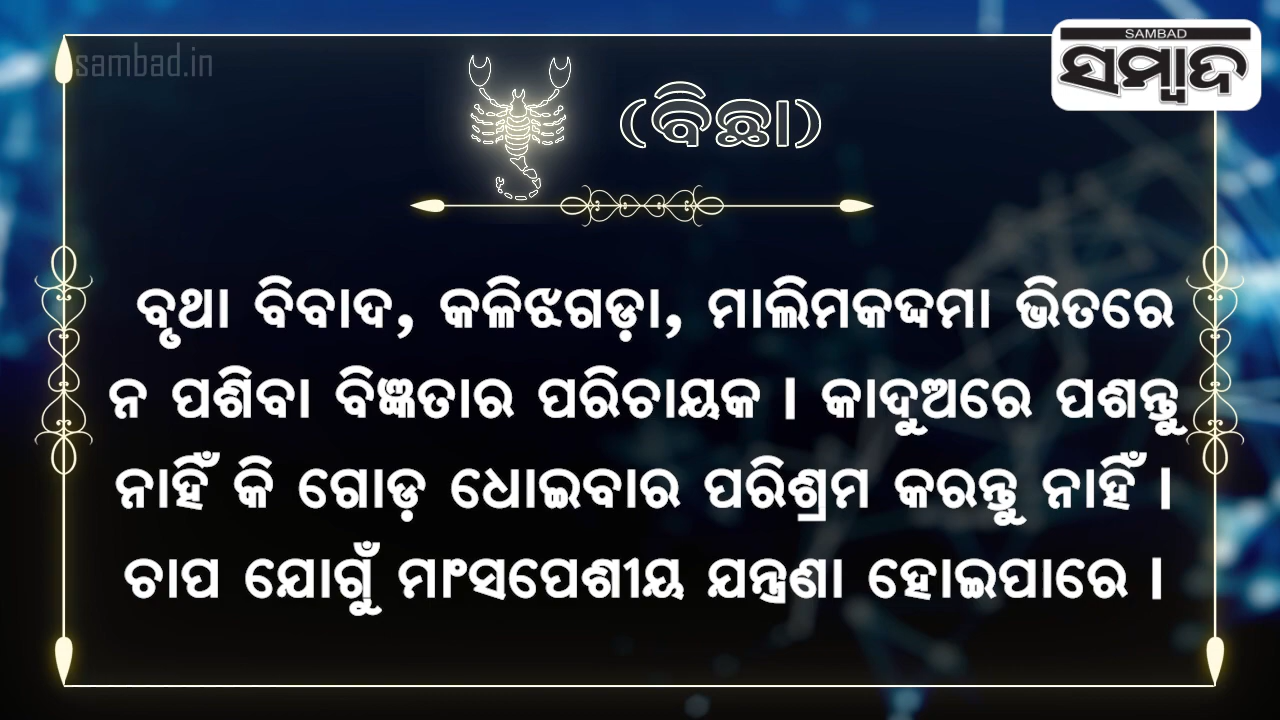 sambad.in
SAMBAD
ସମ୍ବାଦ
(ବିଛା)
ବୃଥା ବିବାଦ, କଳିଝଗଡ଼ା, ମାଲିମକଦ୍ଦମା ଭିତରେ
ନ ପଶିବା ବିଜ୍ଞତାର ପରିଚାୟକ । କାଦୁଅରେ ପଶନ୍ତୁ
ନାହିଁ କି ଗୋଡ଼ ଧୋଇବାର ପରିଶ୍ରମ କରନ୍ତୁ ନାହିଁ ।
ଚାପ ଯୋଗୁଁ ମାଂସପେଶୀୟ ଯନ୍ତ୍ରଣା ହୋଇପାରେ ।